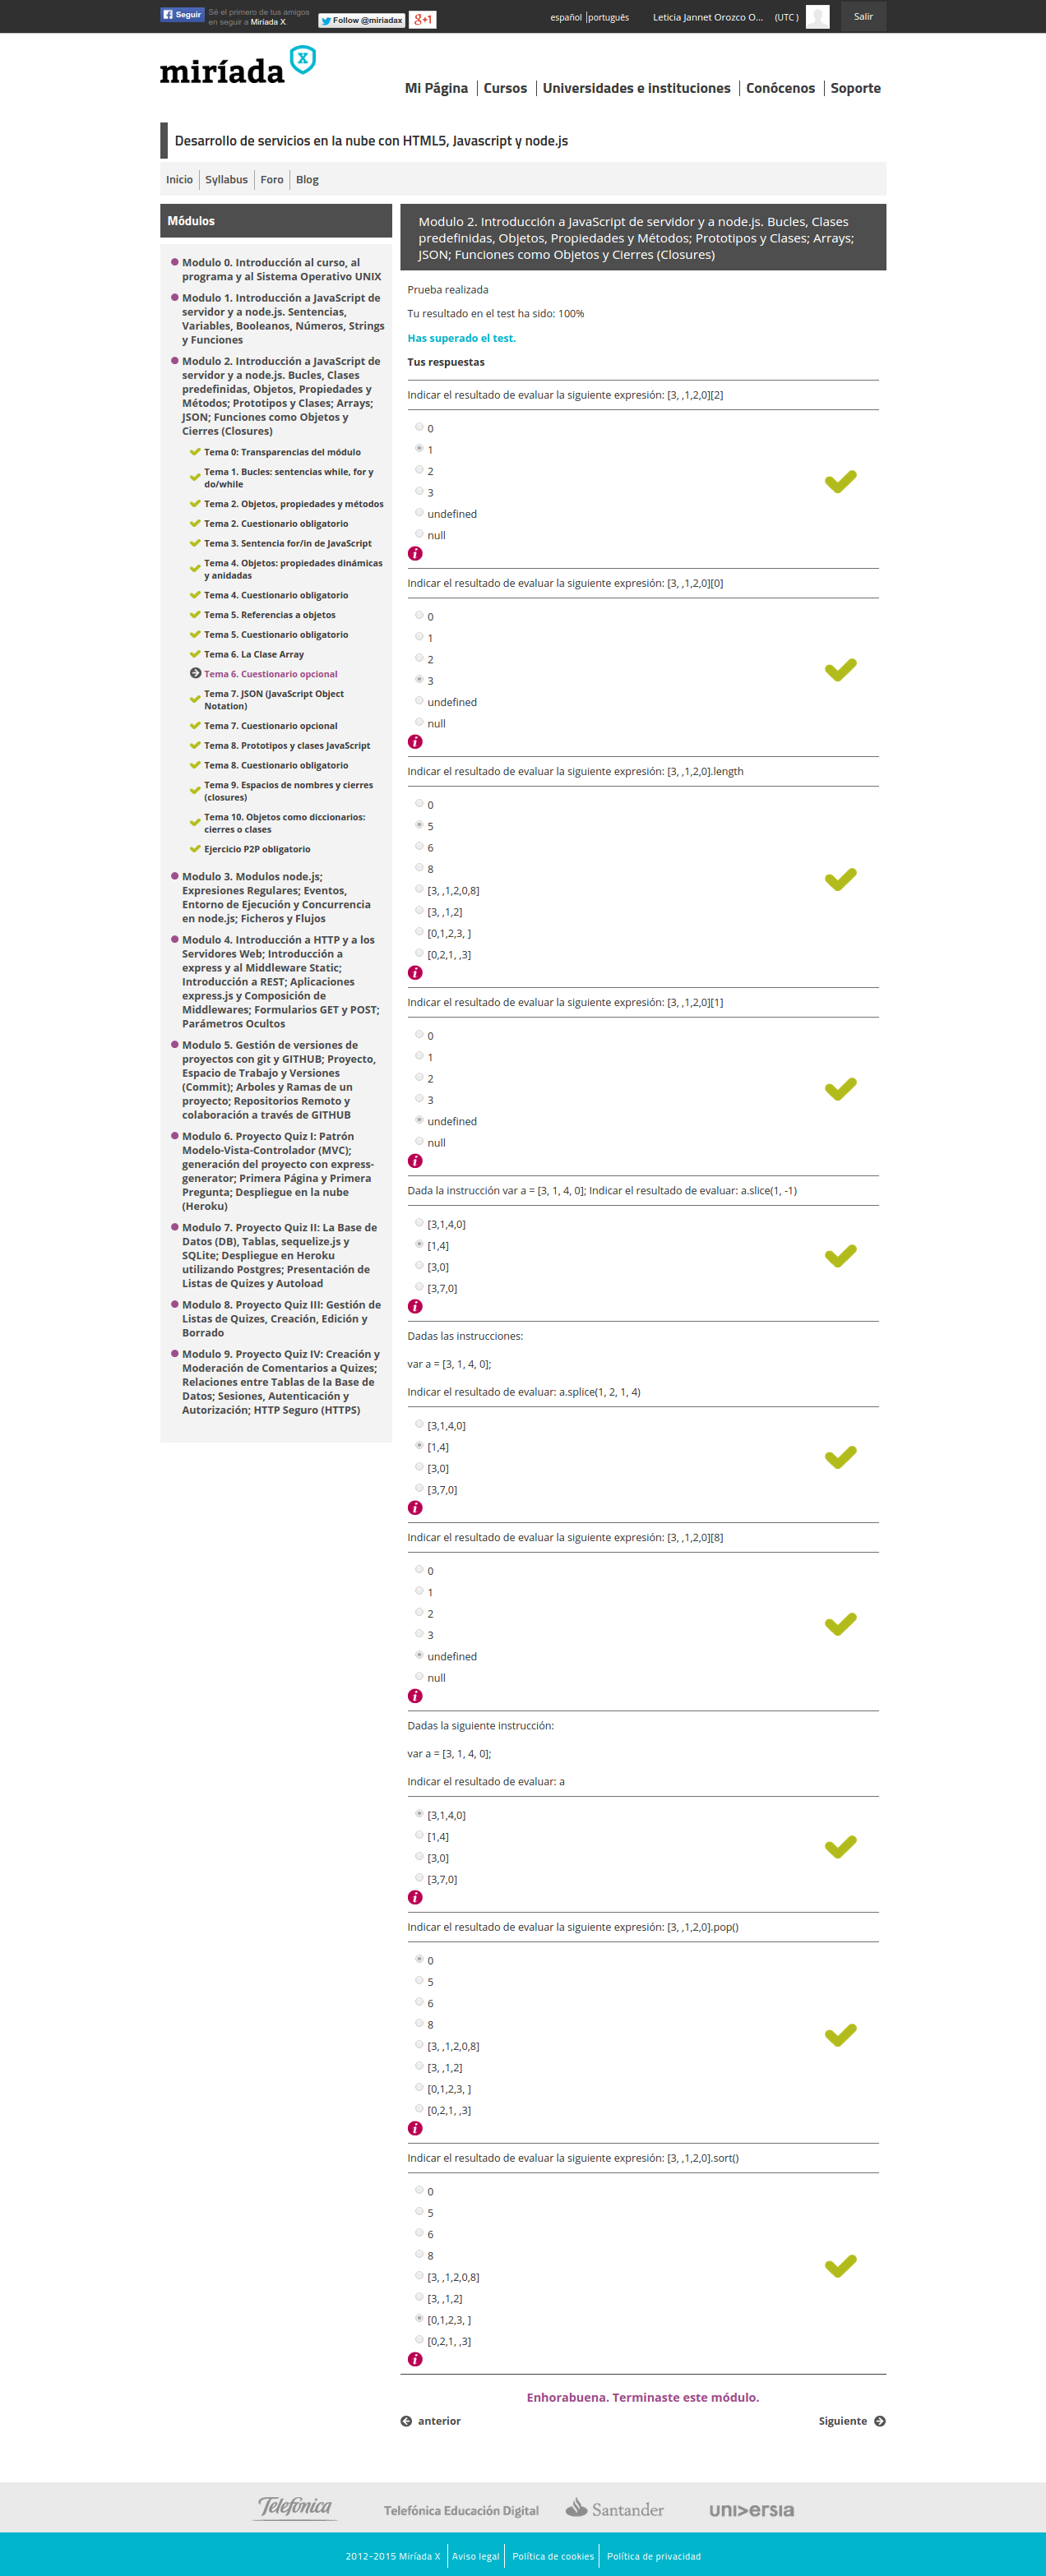 Seguir
Sé el primero de tus amigos
en seguir a Miríada X.
Follow @miriadax
g+1
español
português
Leticia Jannet Orozco O...
(UTC )
Salir
miríada X
Mi Página
Cursos
Universidades e instituciones
Conócenos
Soporte
Desarrollo de servicios en la nube con HTML5, Javascript y node.js
Inicio
Syllabus
Foro
Blog
Módulos
Modulo 0. Introducción al curso, al
programa y al Sistema Operativo UNIX
Modulo 1. Introducción a JavaScript de
servidor y a node.js. Sentencias,
Variables, Booleanos, Números, Strings
y Funciones
Modulo 2. Introducción a JavaScript de
servidor y a node.js. Bucles, Clases
predefinidas, Objetos, Propiedades y
Métodos; Prototipos y Clases; Arrays;
JSON; Funciones como Objetos y
Cierres (Closures)
Tema 0: Transparencias del módulo
Tema 1. Bucles: sentencias while, for y
do/while
Tema 2. Objetos, propiedades y métodos
Tema 2. Cuestionario obligatorio
Tema 3. Sentencia for/in de JavaScript
Tema 4. Objetos: propiedades dinámicas
y anidadas
Tema 4. Cuestionario obligatorio
Tema 5. Referencias a objetos
Tema 5. Cuestionario obligatorio
Tema 6. La Clase Array
Tema 6. Cuestionario opcional
Tema 7. JSON (JavaScript Object
Notation)
Tema 7. Cuestionario opcional
Tema 8. Prototipos y clases JavaScript
Tema 8. Cuestionario obligatorio
Tema 9. Espacios de nombres y cierres
(closures)
Tema 10. Objetos como diccionarios:
cierres o clases
Ejercicio P2P obligatorio
Modulo 3. Modulos node.js;
Expresiones Regulares; Eventos,
Entorno de Ejecución y Concurrencia
en node.js; Ficheros y Flujos
Modulo 4. Introducción a HTTP y a los
Servidores Web; Introducción a
express y al Middleware Static;
Introducción a REST; Aplicaciones
express.js y Composición de
Middlewares; Formularios GET y POST;
Parámetros Ocultos
Modulo 5. Gestión de versiones de
proyectos con git y GITHUB; Proyecto,
Espacio de Trabajo y Versiones
(Commit); Arboles y Ramas de un
proyecto; Repositorios Remoto y
colaboración a través de GITHUB
Modulo 6. Proyecto Quiz I: Patrón
Modelo-Vista-Controlador (MVC);
generación del proyecto con express-
generator; Primera Página y Primera
Pregunta; Despliegue en la nube
(Heroku)
Modulo 7. Proyecto Quiz II: La Base de
Datos (DB), Tablas, sequelize.js y
SQLite; Despliegue en Heroku
utilizando Postgres; Presentación de
Listas de Quizes y Autoload
Modulo 8. Proyecto Quiz III: Gestión de
Listas de Quizes, Creación, Edición y
Borrado
Modulo 9. Proyecto Quiz IV: Creación y
Moderación de Comentarios a Quizes;
Relaciones entre Tablas de la Base de
Datos; Sesiones, Autenticación y
Autorización; HTTP Seguro (HTTPS)
Modulo 2. Introducción a JavaScript de servidor y a node.js. Bucles, Clases
predefinidas, Objetos, Propiedades y Métodos; Prototipos y Clases; Arrays;
JSON; Funciones como Objetos y Cierres (Closures)
Prueba realizada
Tu resultado en el test ha sido: 100%
Has superado el test.
Tus respuestas
Indicar el resultado de evaluar la siguiente expresión: [3, ,1,2,0][2]
0
1
2
3
undefined
null
i
Indicar el resultado de evaluar la siguiente expresión: [3, ,1,2,0][0]
0
1
2
3
undefined
null
i
Indicar el resultado de evaluar la siguiente expresión: [3, ,1,2,0].length
0
5
6
8
[3, ,1,2,0,8]
[3, ,1,2]
[0,1,2,3, ]
[0,2,1, ,3]
i
Indicar el resultado de evaluar la siguiente expresión: [3, ,1,2,0][1]
0
1
2
3
undefined
null
i
Dada la instrucción var a = [3, 1, 4, 0]; Indicar el resultado de evaluar: a.slice(1, -1)
[3,1,4,0]
[1,4]
[3,0]
[3,7,0]
i
Dadas las instrucciones:
var a = [3, 1, 4, 0];
Indicar el resultado de evaluar: a.splice(1, 2, 1, 4)
[3,1,4,0]
[1,4]
[3,0]
[3,7,0]
i
Indicar el resultado de evaluar la siguiente expresión: [3, ,1,2,0][8]
0
1
2
3
undefined
null
i
Dadas la siguiente instrucción:
var a = [3, 1, 4, 0];
Indicar el resultado de evaluar: a
[3,1,4,0]
[1,4]
[3,0]
[3,7,0]
i
Indicar el resultado de evaluar la siguiente expresión: [3, ,1,2,0].pop()
0
5
6
8
[3, ,1,2,0,8]
[3, ,1,2]
[0,1,2,3, ]
[0,2,1, ,3]
i
Indicar el resultado de evaluar la siguiente expresión: [3, ,1,2,0].sort()
0
5
6
8
[3, ,1,2,0,8]
[3, ,1,2]
[0,1,2,3, ]
[0,2,1, ,3]
i
Enhorabuena. Terminaste este módulo.
anterior
Siguiente
Telefónica
Telefónica Educación Digital
Santander
universia
2012-2015 Miríada X
Aviso legal
Política de cookies
Política de privacidad